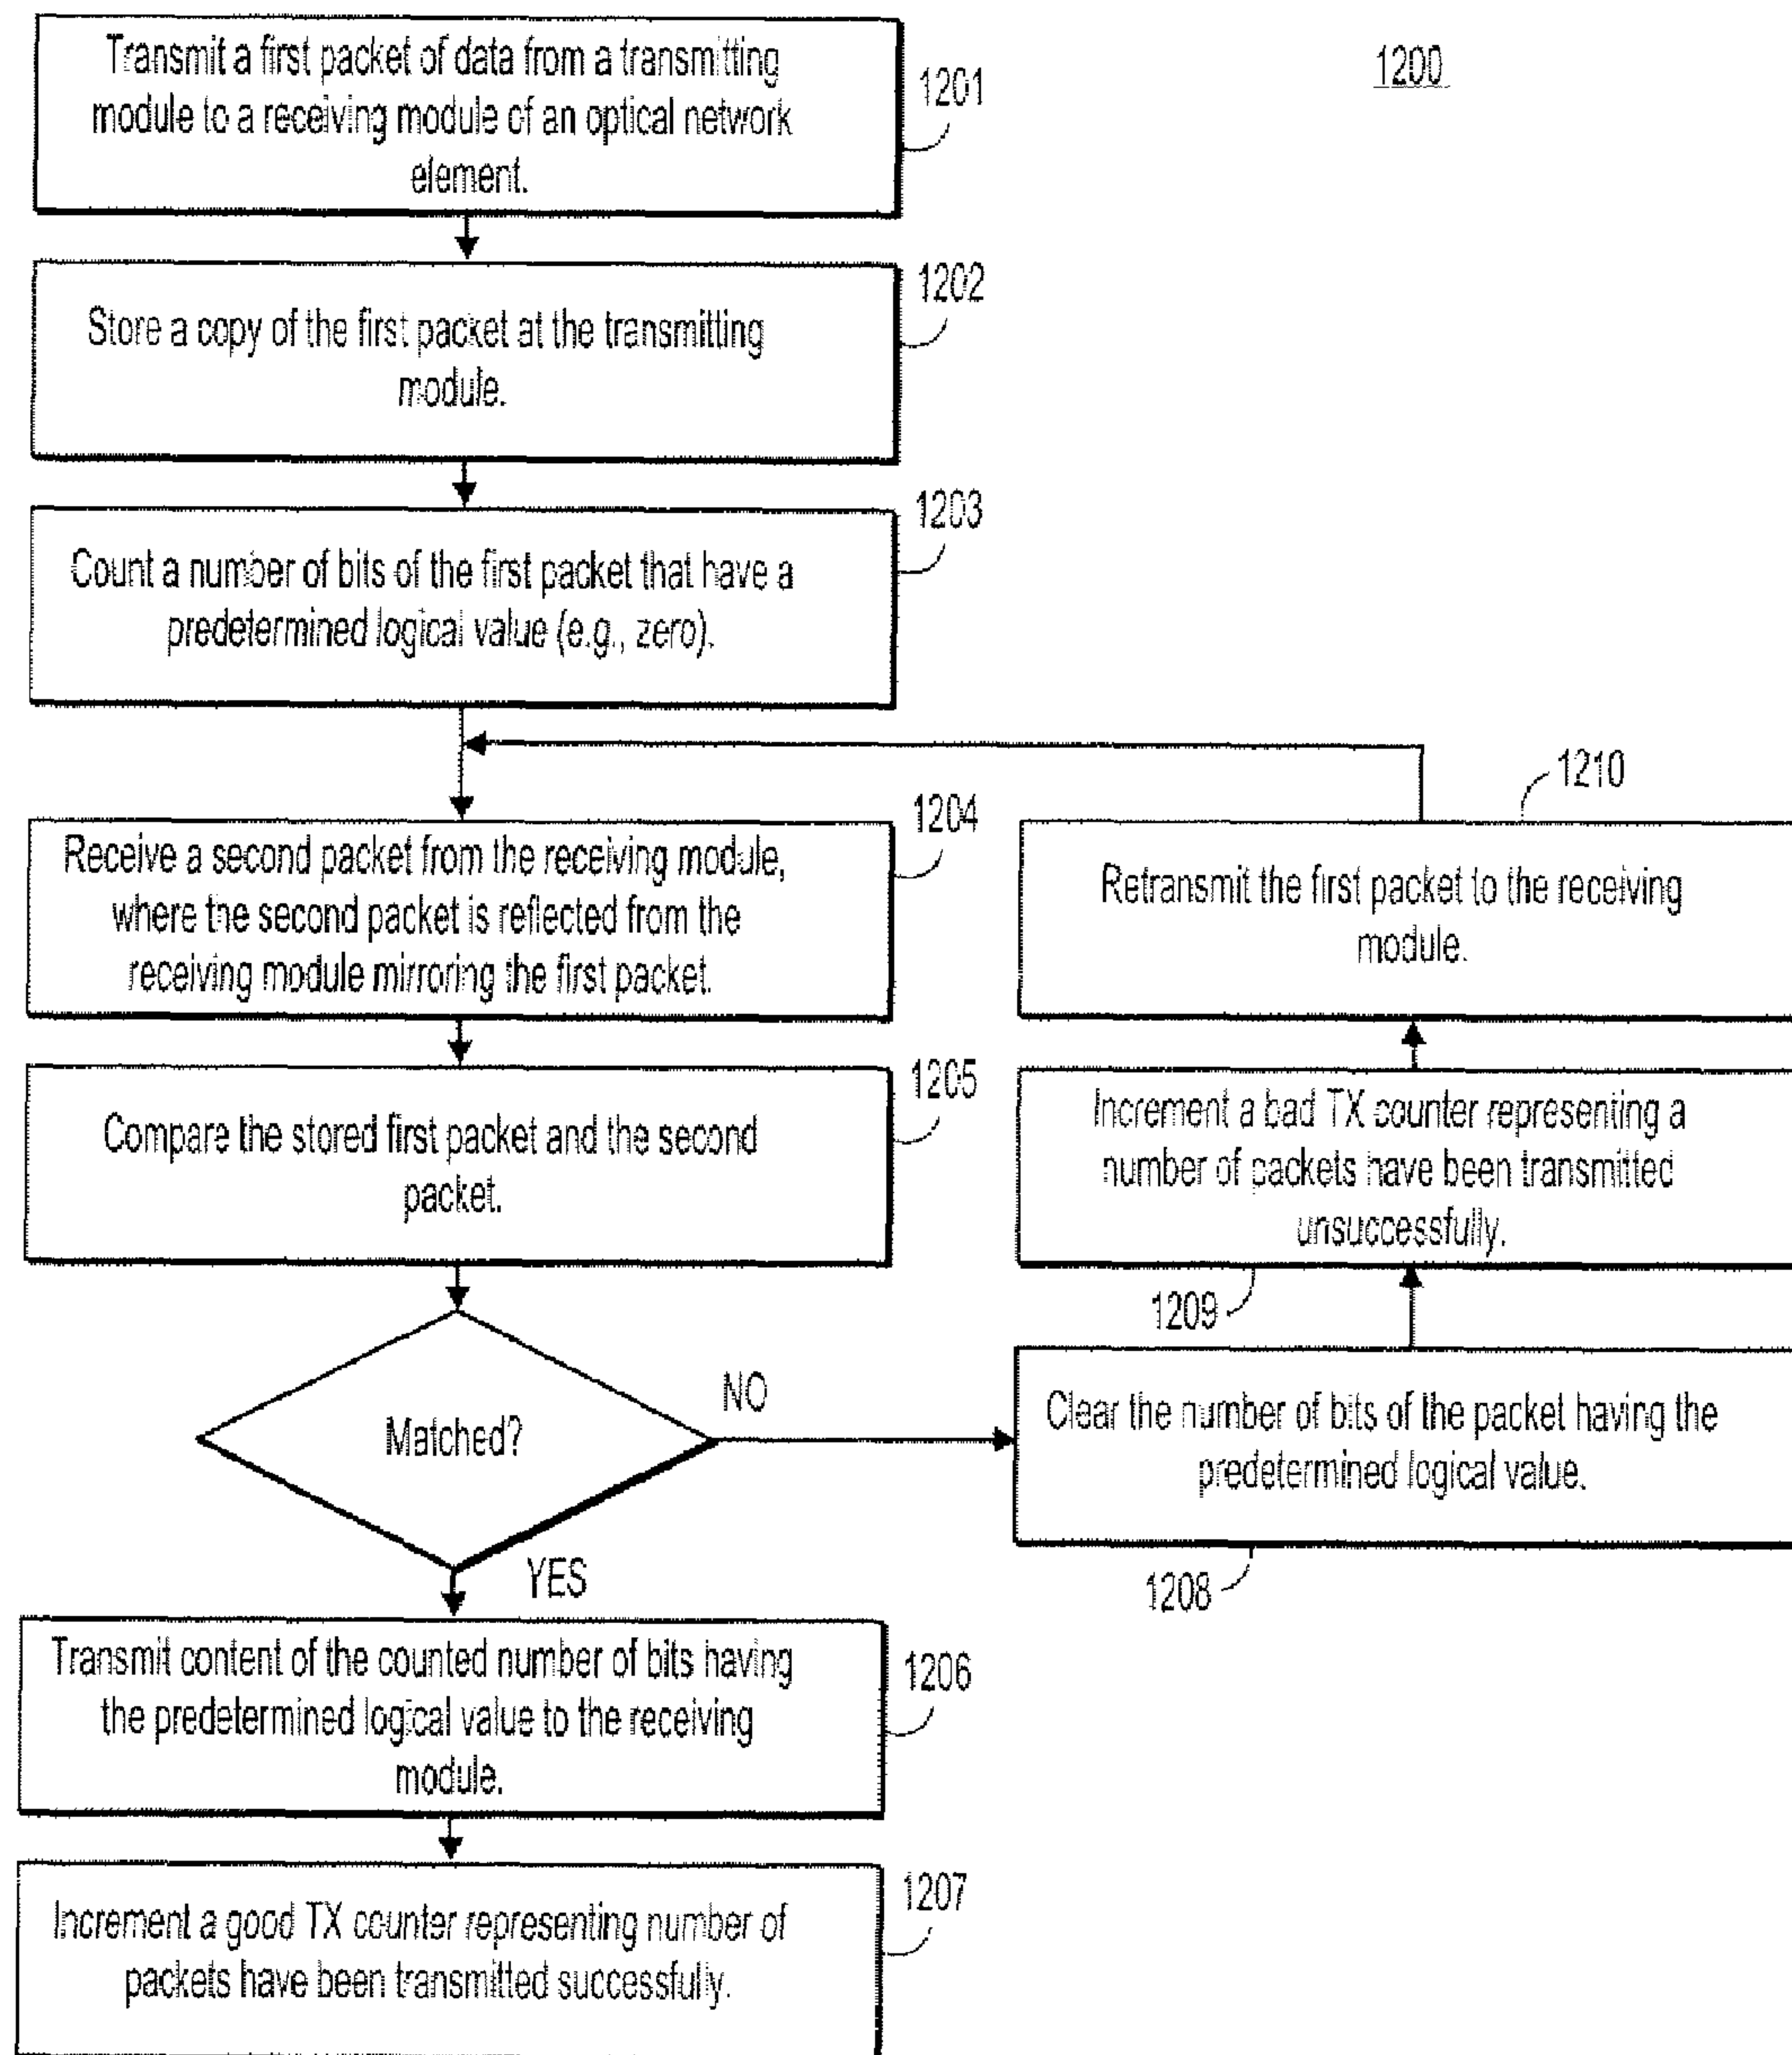 1200
Transmit a first packet of data from a transmitting
module to a receiving module of an optical network
element.
1201
Store a copy of the first packet at the transmitting
module.
1202
Count a number of bits of the first packet that have a
predetermined logical value (e.g., zero).
1203
Receive a second packet from the receiving module,
where the second packet is reflected from the
receiving module mirroring the first packet.
1204
Compare the stored first packet and the second
packet.
1205
Matched?
NO
YES
Transmit content of the counted number of bits having
the predetermined logical value to the receiving
module.
1206
Increment a good TX counter representing number of
packets have been transmitted successfully.
1207
Clear the number of bits of the packet having the
predetermined logical value.
1208
Increment a bad TX counter representing a
number of packets have been transmitted
unsuccessfully.
1209
Retransmit the first packet to the receiving
module.
1210